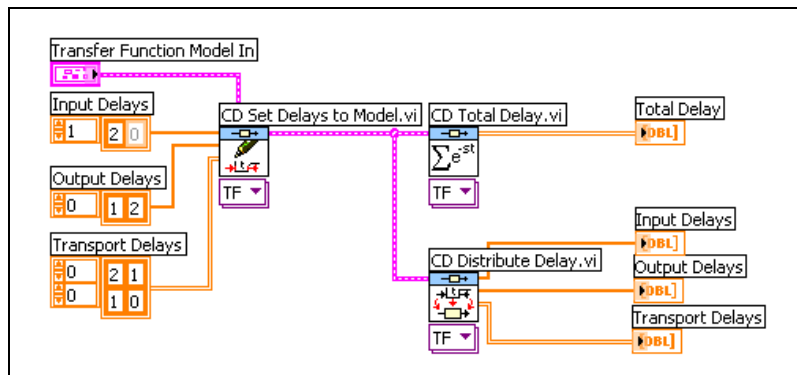 Transfer Function Model In
Input Delays
1 2 0
CD Set Delays to Model.vi
TF
Output Delays
0 1 2
Transport Delays
0 2 1
0 1 0
CD Total Delay.vi
∑e^-st
TF
Total Delay
DBL]
CD Distribute Delay.vi
TF
Input Delays
DBL]
Output Delays
DBL]
Transport Delays
DBL]